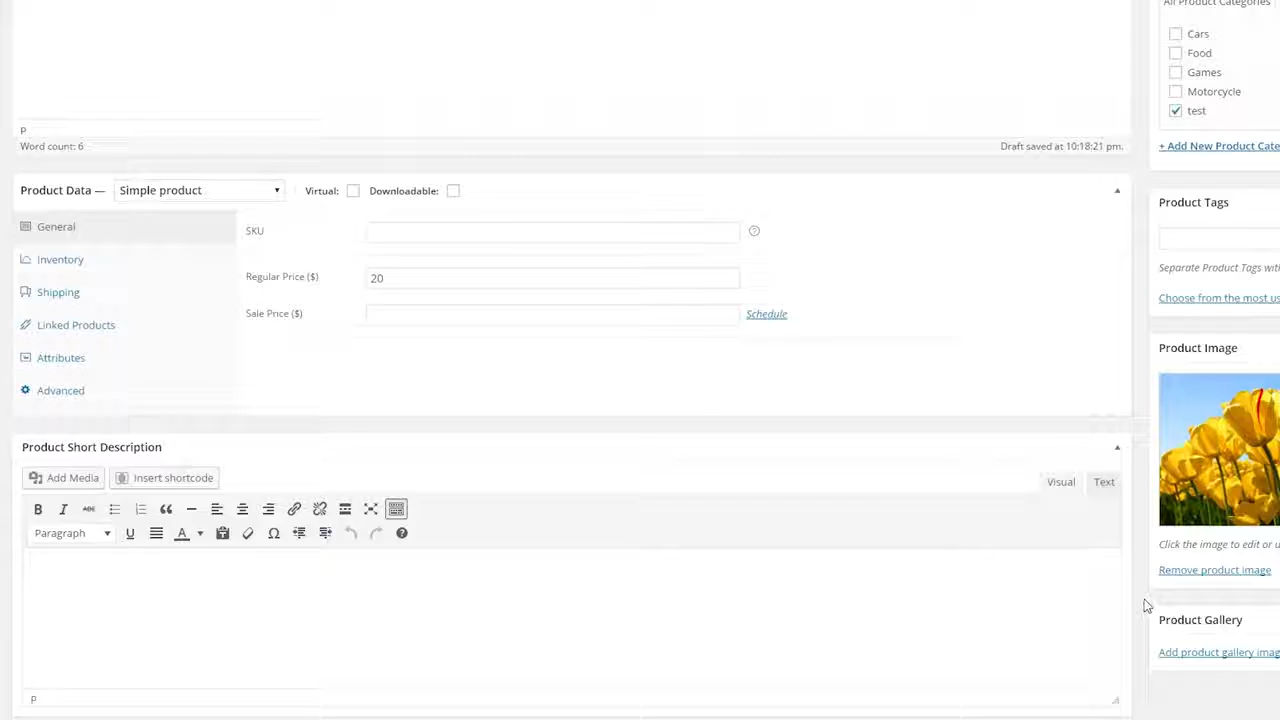 All Product Categories
Cars
Food
Games
Motorcycle
test
+ Add New Product Cate
P
Word count: 6
Draft saved at 10:18:21 pm.
Product Data —
Simple product
Virtual:
Downloadable:
General
Inventory
Shipping
Linked Products
Attributes
Advanced
SKU
Regular Price ($)
20
Sale Price ($)
Schedule
Product Tags
Separate Product Tags with
Choose from the most us
Product Image
Click the image to edit or u
Remove product image
Product Gallery
Add product gallery imag
Product Short Description
Add Media
Insert shortcode
Visual
Text
B
I
ABC
Paragraph
U
A
Ω
P